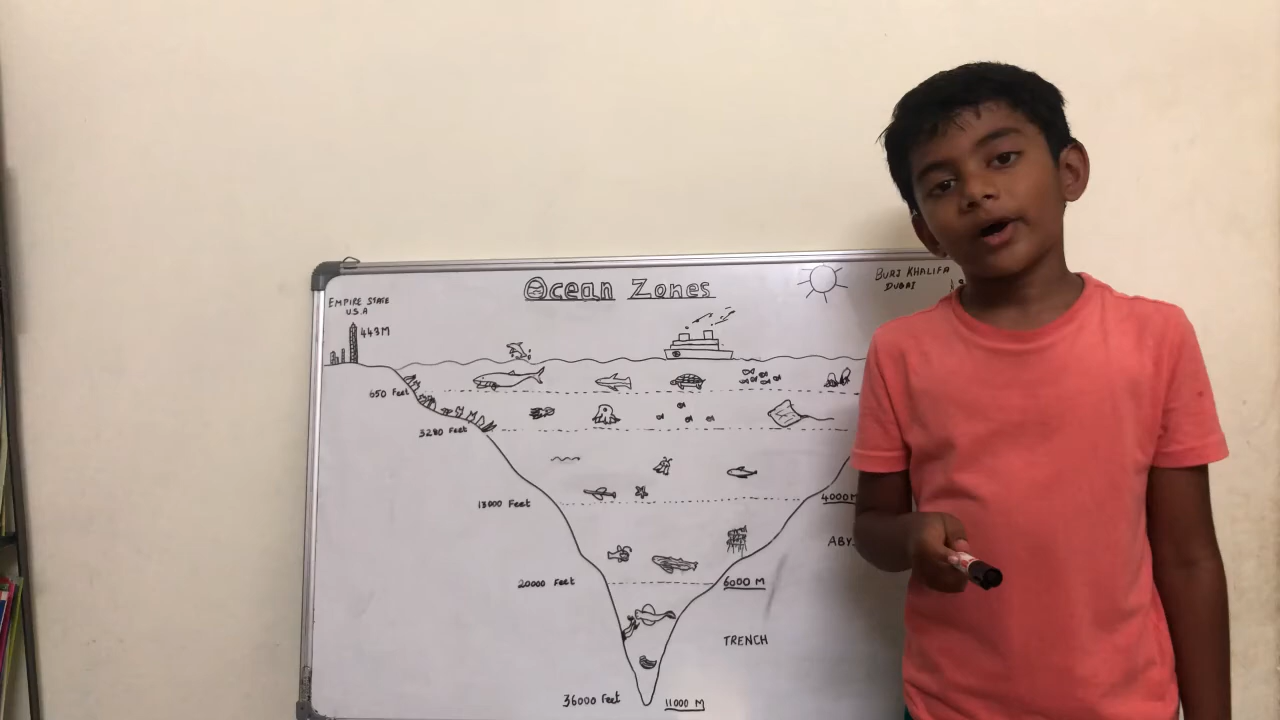 Ocean Zones
BURJ KHALIFA
DUBAI
EMPIRE STATE
U.S.A
443M
650 Feet
3280 Feet
13000 Feet
4000M
ABY
20000 Feet
6000 M
TRENCH
36000 Feet
11000 M